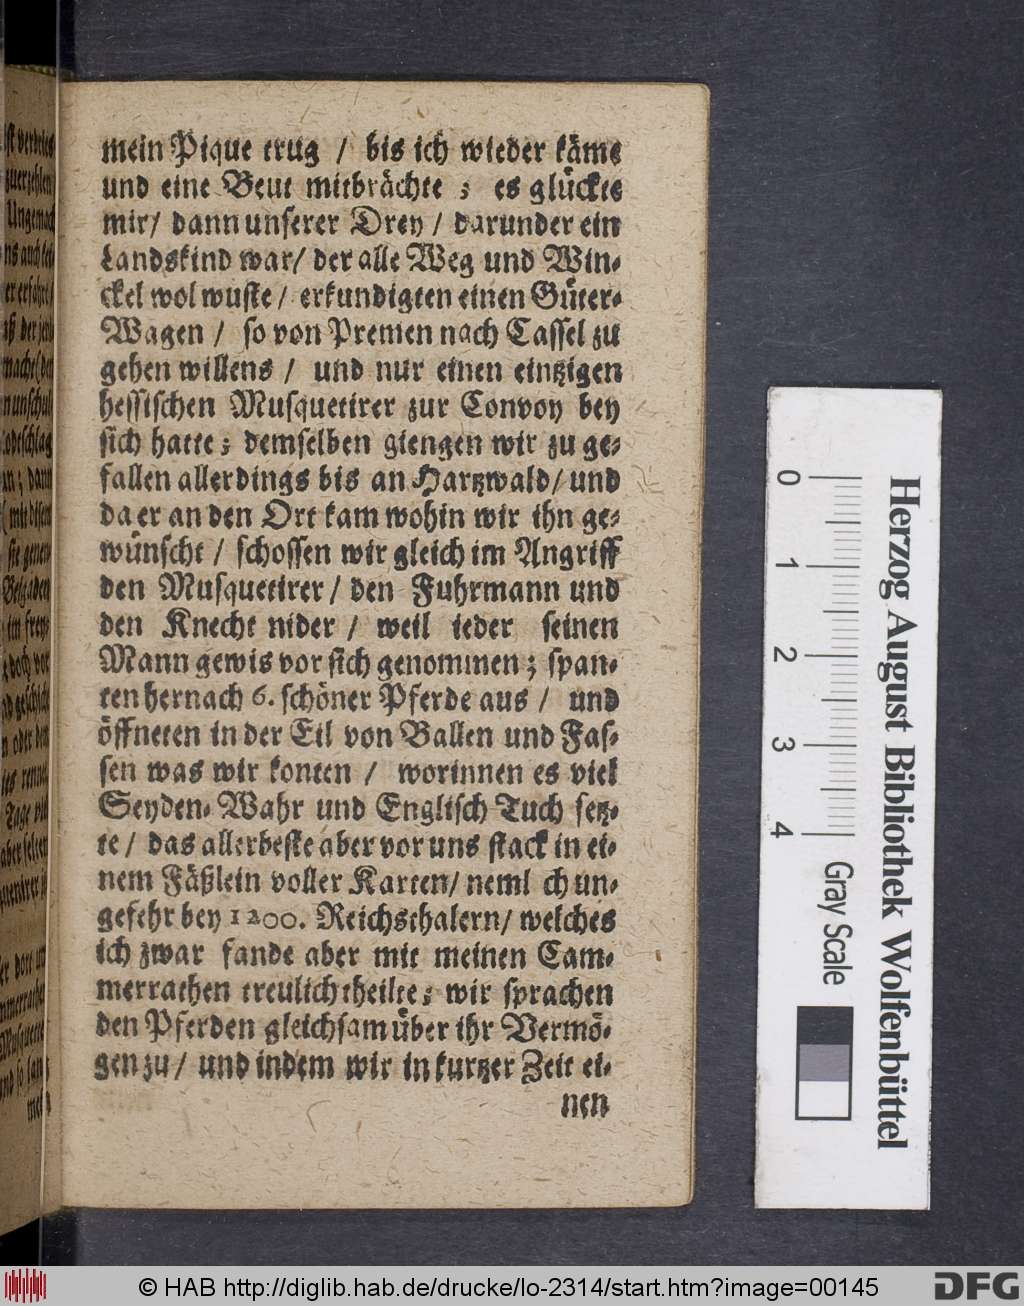 mein Pique trug / bis ich wieder käme
und eine Beut mitbrächte ; es glückte
mir/ dann unserer Drey / darunder ein
Landskind war/ der alle Weg und Win-
ckel wol wuste / erkundigten einen Güter-
Wagen / so von Premen nach Cassel zu
gehen willens / und nur einen eintzigen
hessischen Musquetirer zur Convoy bey
sich hatte ; demselben giengen wir zu ge-
fallen allerdings bis an Hartzwald/ und
da er an den Ort kam wohin wir ihn ge-
wünscht / schossen wir gleich im Angriff
den Musquetirer / den Fuhrmann und
den Knecht nider / weil ieder seinen
Mann gewis vor sich genommen ; span-
ten hernach 6. schöner Pferde aus / und
öffneten in der Eil von Ballen und Fas-
sen was wir konten / worinnen es viel
Seyden-Wahr und Englisch Tuch setz-
te / das allerbeste aber vor uns stack in ei-
nem Fäßlein voller Karten/ neml ch un-
gefehr bey 1200. Reichsthalern/ welches
ich zwar fande aber mit meinen Cam-
merrathen treulich theilte ; wir sprachen
den Pferden gleichsam über ihr Vermö-
gen zu / und indem wir in kurtzer Zeit ei-
nen
0 1 2 3 4
Gray Scale
Herzog August Bibliothek Wolfenbüttel
© HAB http://diglib.hab.de/drucke/lo-2314/start.htm?image=00145
DFG